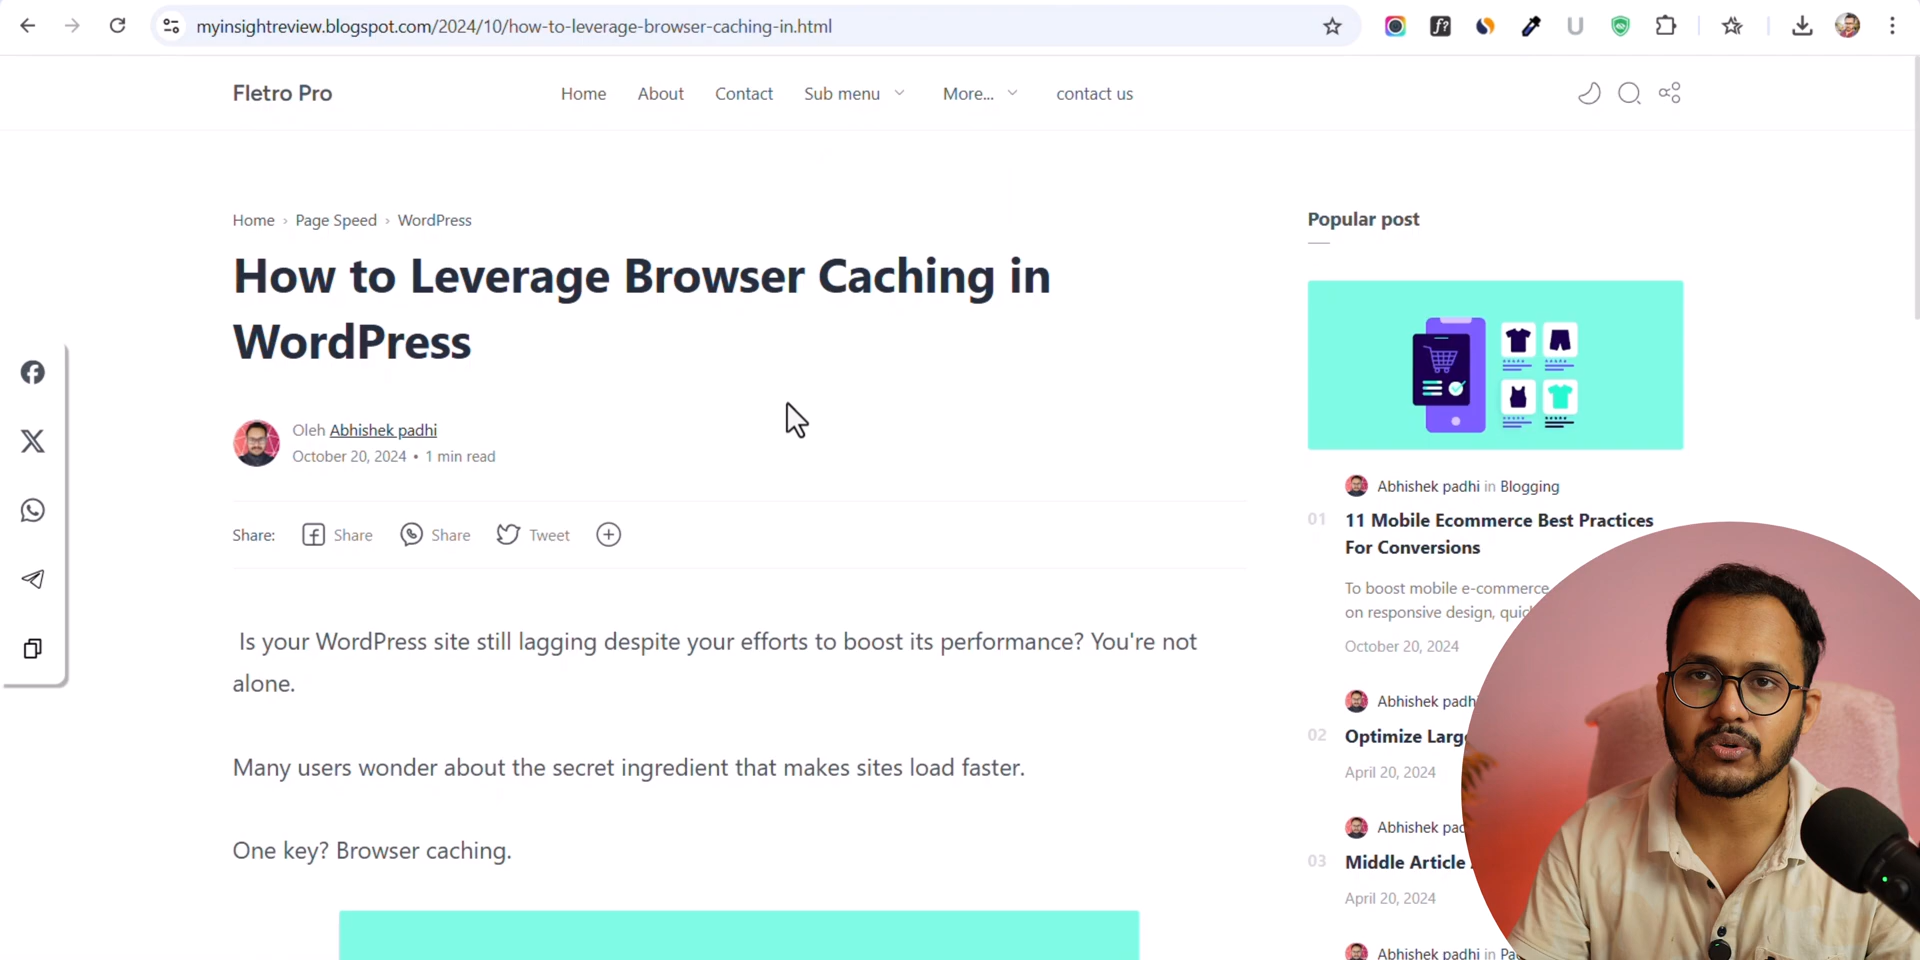 myinsightreview.blogspot.com/2024/10/how-to-leverage-browser-caching-in.html
f?
U
Fletro Pro
Home
About
Contact
Sub menu
More...
contact us
Home › Page Speed › WordPress
How to Leverage Browser Caching in
WordPress
Oleh Abhishek padhi
October 20, 2024 • 1 min read
Share:
Share
Share
Tweet
Is your WordPress site still lagging despite your efforts to boost its performance? You're not
alone.
Many users wonder about the secret ingredient that makes sites load faster.
One key? Browser caching.
Popular post
Abhishek padhi in Blogging
01
11 Mobile Ecommerce Best Practices
For Conversions
To boost mobile e-commerce
on responsive design,
October 20, 2024
Abhishek
02
Optimize
April 20, 2024
Abhishek
03
Middle Article
April 20, 2024
Abhishek padhi in